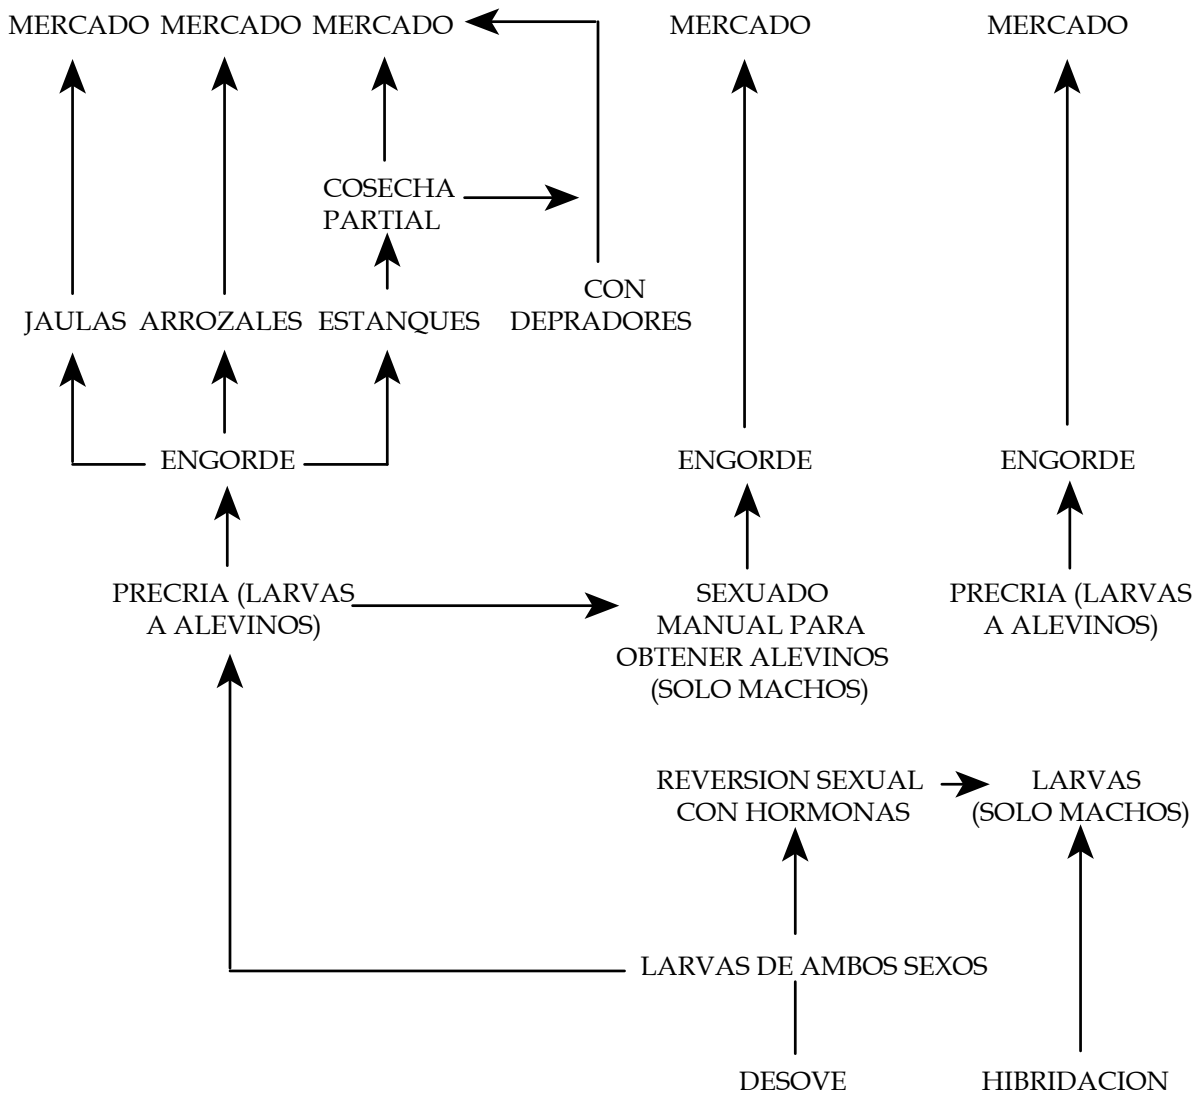 MERCADO MERCADO MERCADO MERCADO MERCADO
COSECHA
PARTIAL
CON
DEPRADORES
JAULAS ARROZALES ESTANQUES
ENGORDE ENGORDE ENGORDE
PRECRIA (LARVAS
A ALEVINOS)
SEXUADO
MANUAL PARA
OBTENER ALEVINOS
(SOLO MACHOS)
PRECRIA (LARVAS
A ALEVINOS)
REVERSION SEXUAL
CON HORMONAS
LARVAS
(SOLO MACHOS)
LARVAS DE AMBOS SEXOS
DESOVE HIBRIDACION